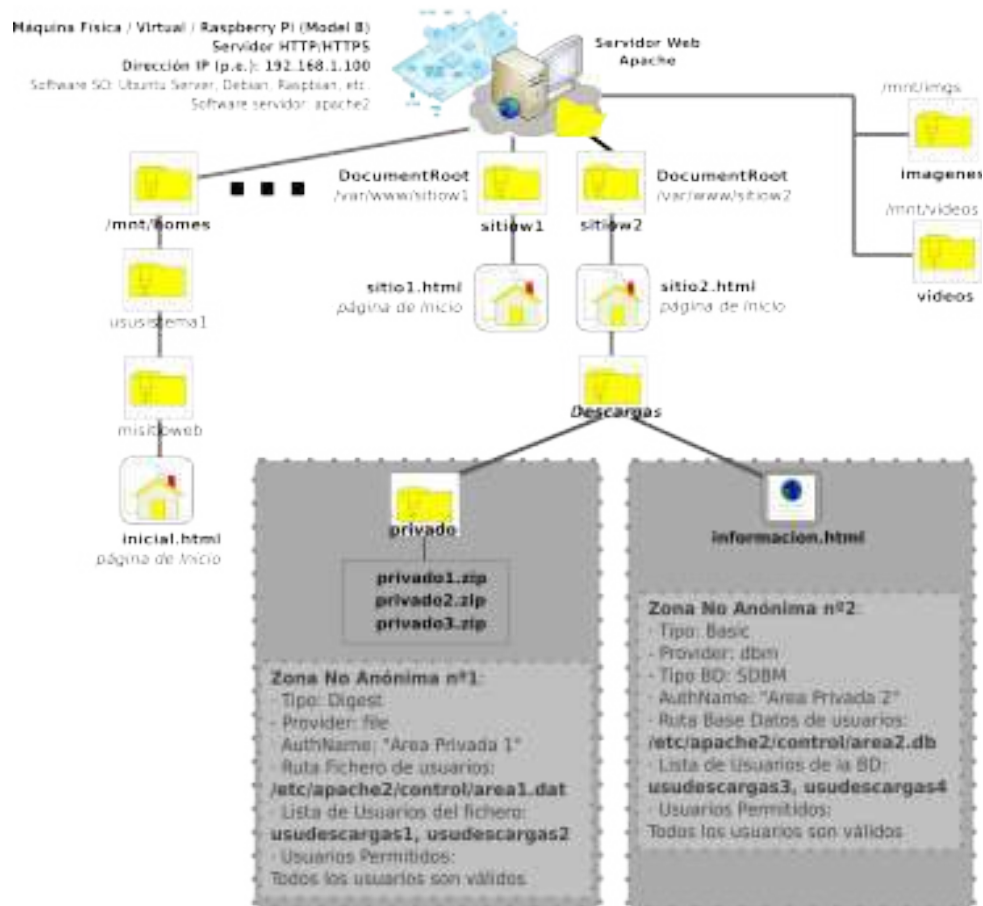 Máquina Física / Virtual / Raspberry Pi (Model B)
Servidor HTTP/HTTPS
Dirección IP (p.e.): 192.168.1.100
Software SO: Ubuntu Server, Debian, Raspbian, etc.
Software servidor: apache2
Servidor Web
Apache
/mnt/imgs
imagenes
/mnt/videos
videos
/mnt/homes
DocumentRoot
/var/www/sitiow1
sitiow1
DocumentRoot
/var/www/sitiow2
sitiow2
ususistema1
sitio1.html
página de Inicio
sitio2.html
página de Inicio
misitioweb
Descargas
inicial.html
página de Inicio
privado
privado1.zip
privado2.zip
privado3.zip
Zona No Anónima nº1:
- Tipo: Digest
- Provider: file
- AuthName: "Area Privada 1"
- Ruta Fichero de usuarios:
/etc/apache2/control/area1.dat
- Lista de Usuarios del fichero:
usudescargas1, usudescargas2
- Usuarios Permitidos:
Todos los usuarios son válidos
informacion.html
Zona No Anónima nº2:
- Tipo: Basic
- Provider: dbm
- Tipo BD: SDBM
- AuthName: "Area Privada 2"
- Ruta Base Datos de usuarios:
/etc/apache2/control/area2.db
- Lista de Usuarios de la BD:
usudescargas3, usudescargas4
- Usuarios Permitidos:
Todos los usuarios son válidos